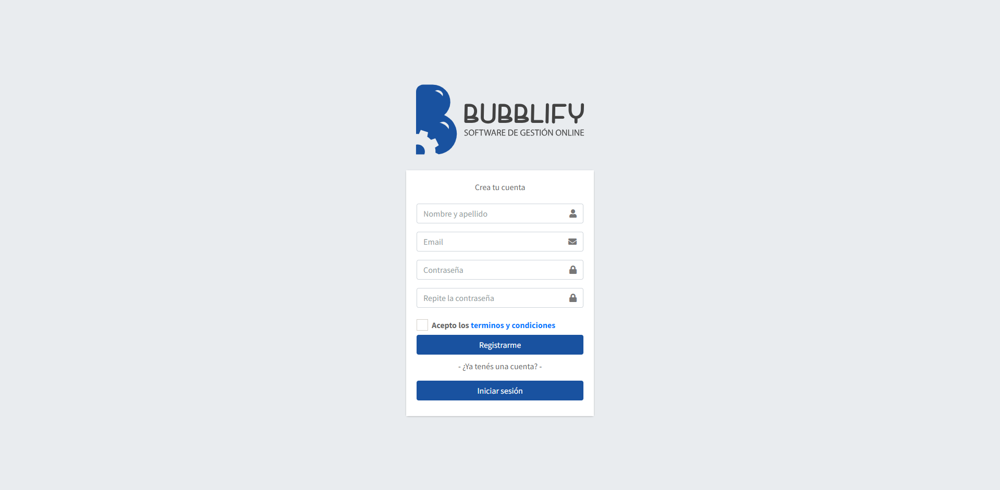 BUBBLIFY
SOFTWARE DE GESTIÓN ONLINE
Crea tu cuenta
Nombre y apellido
Email
Contraseña
Repite la contraseña
Acepto los terminos y condiciones
Registrarme
- ¿Ya tenés una cuenta? -
Iniciar sesión